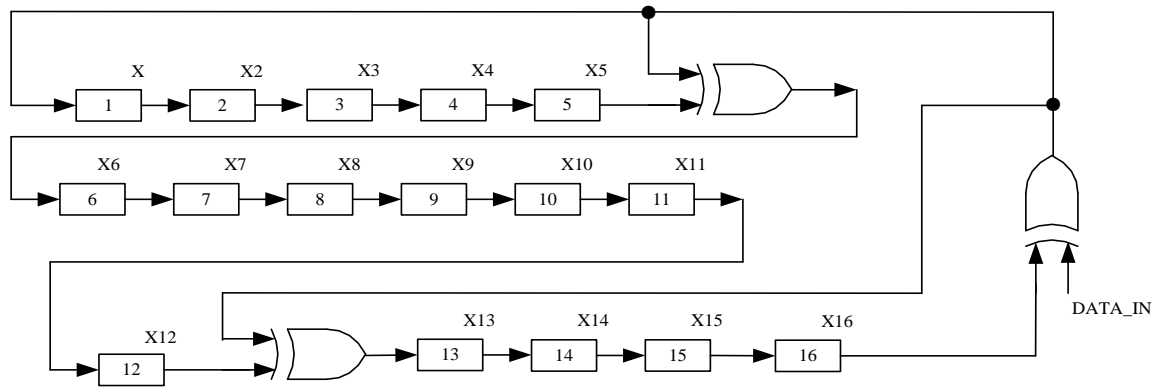 X X2 X3 X4 X5
1 2 3 4 5
X6 X7 X8 X9 X10 X11
6 7 8 9 10 11
DATA_IN
X12 X13 X14 X15 X16
12 13 14 15 16